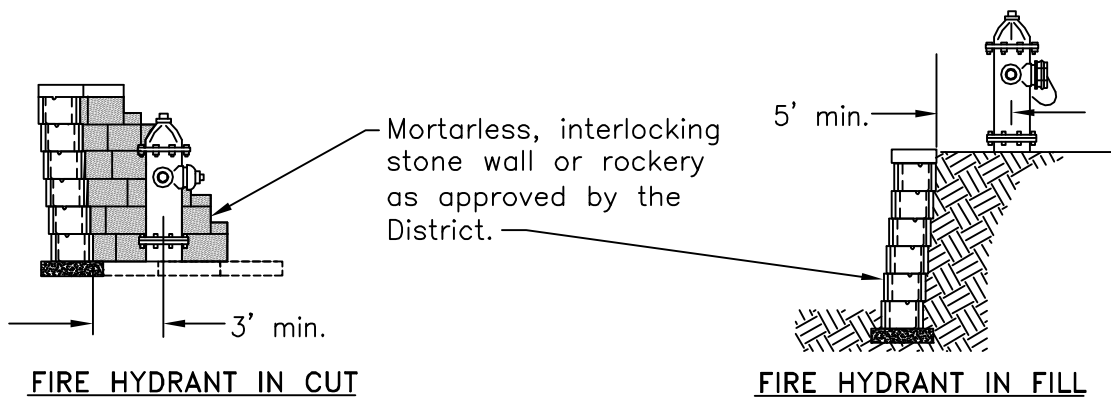 5' min.
Mortarless, interlocking
stone wall or rockery
as approved by the
District.
3' min.
FIRE HYDRANT IN CUT
FIRE HYDRANT IN FILL